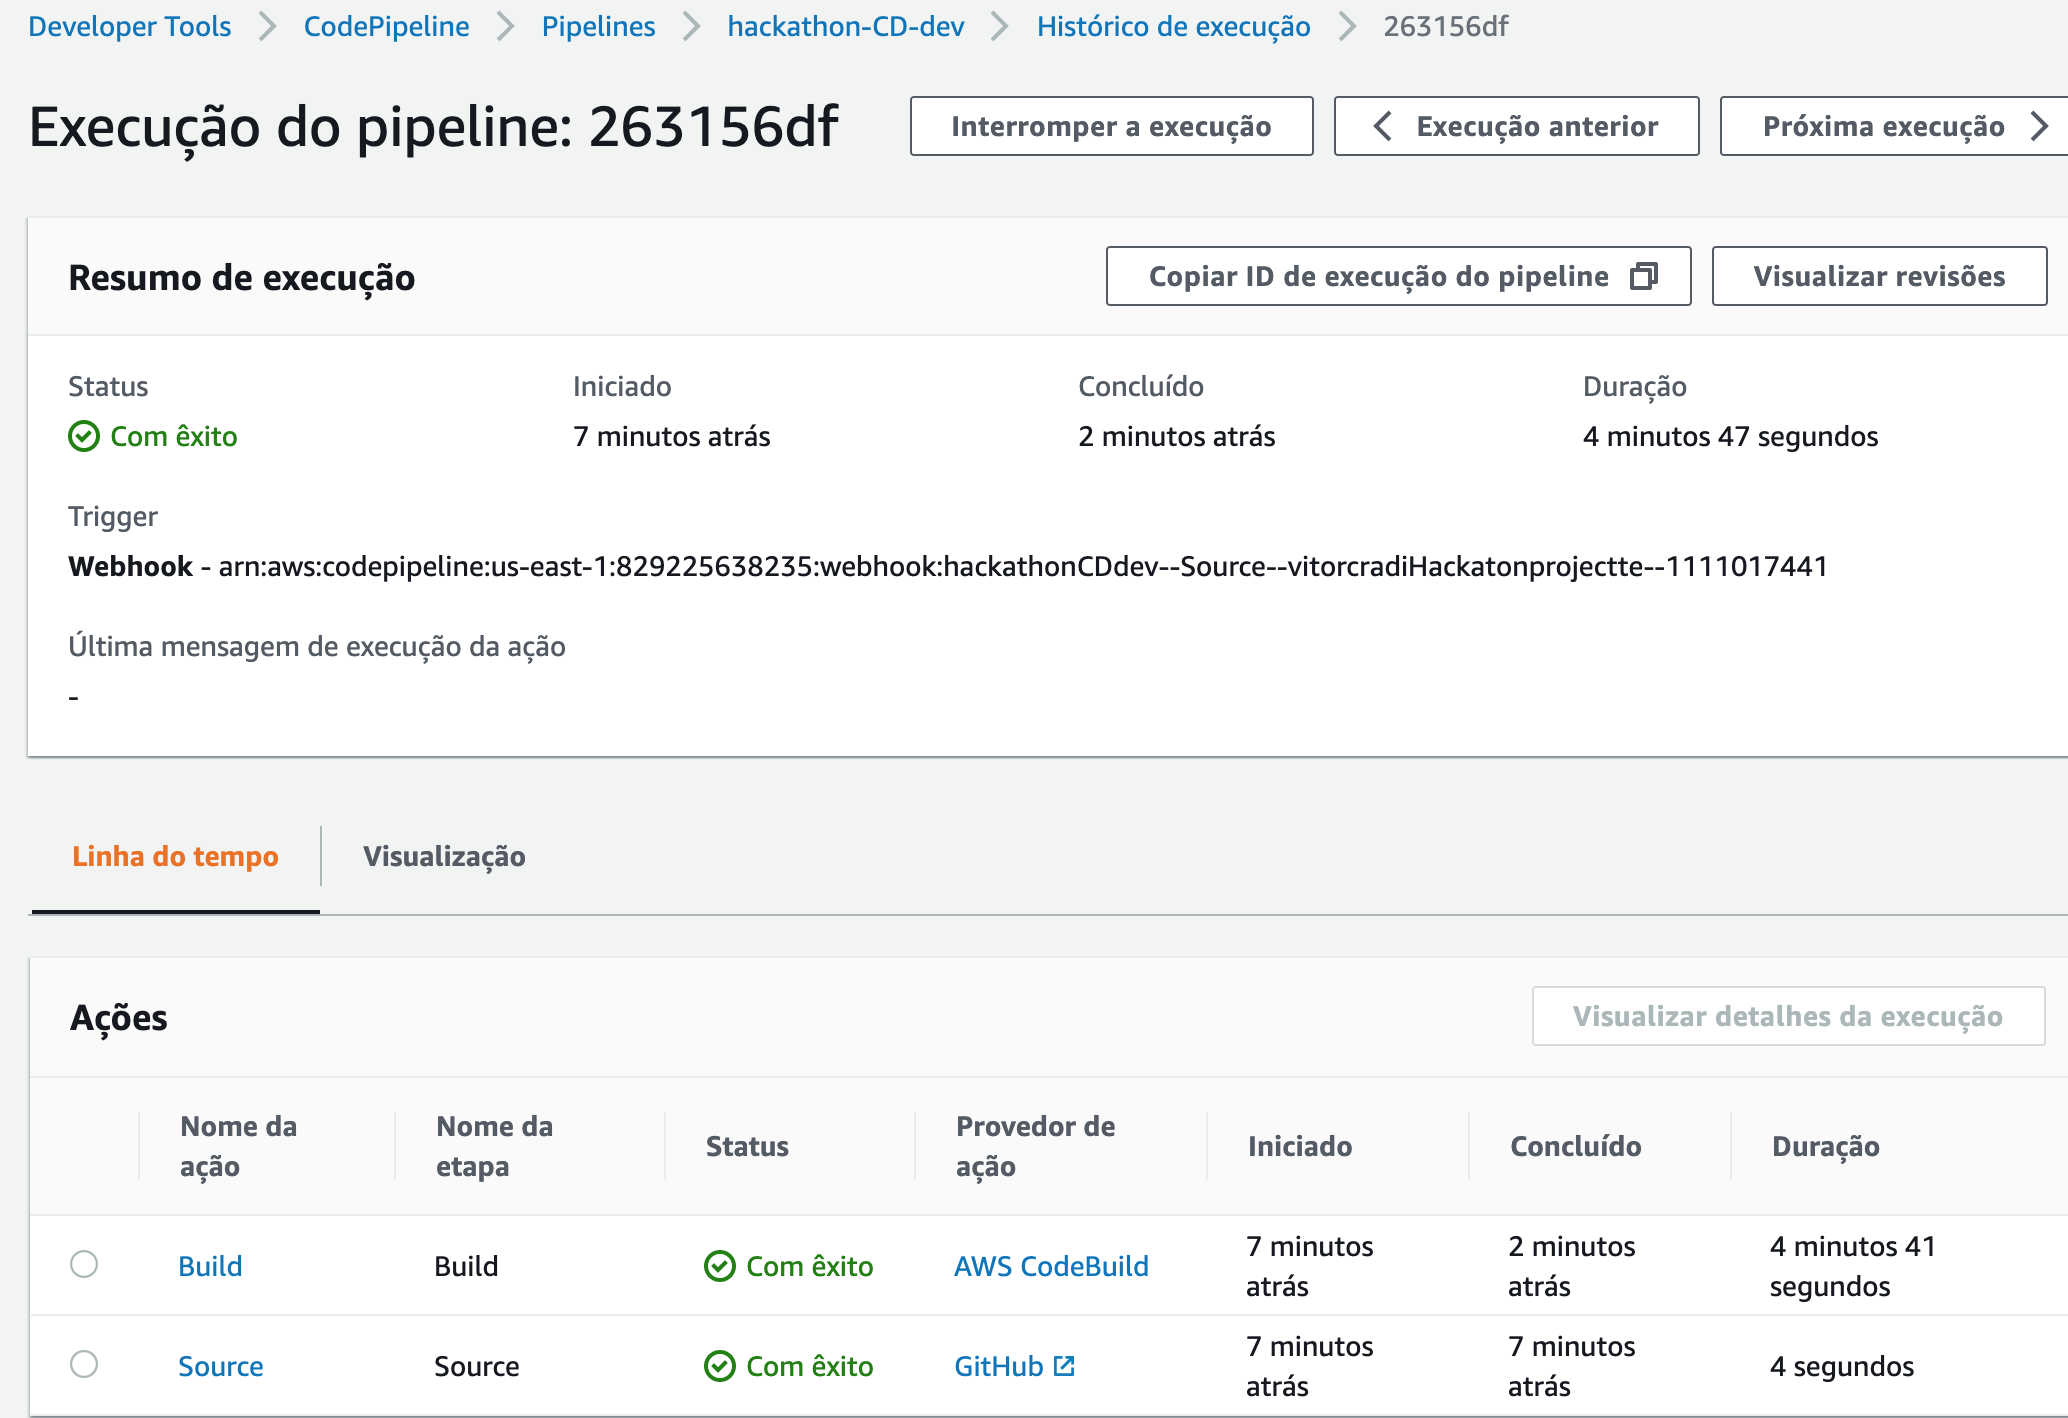 Developer Tools CodePipeline Pipelines hackathon-CD-dev Histórico de execução 263156df
Execução do pipeline: 263156df Interromper a execução Execução anterior Próxima execução
Resumo de execução Copiar ID de execução do pipeline Visualizar revisões
Status Iniciado Concluído Duração
Com êxito 7 minutos atrás 2 minutos atrás 4 minutos 47 segundos
Trigger
Webhook - arn:aws:codepipeline:us-east-1:829225638235:webhook:hackathonCDdev--Source--vitorcradiHackatonprojectte--1111017441
Última mensagem de execução da ação
-
Linha do tempo Visualização
Ações Visualizar detalhes da execução
Nome da ação Nome da etapa Status Provedor de ação Iniciado Concluído Duração
Build Build Com êxito AWS CodeBuild 7 minutos atrás 2 minutos atrás 4 minutos 41 segundos
Source Source Com êxito GitHub 7 minutos atrás 7 minutos atrás 4 segundos